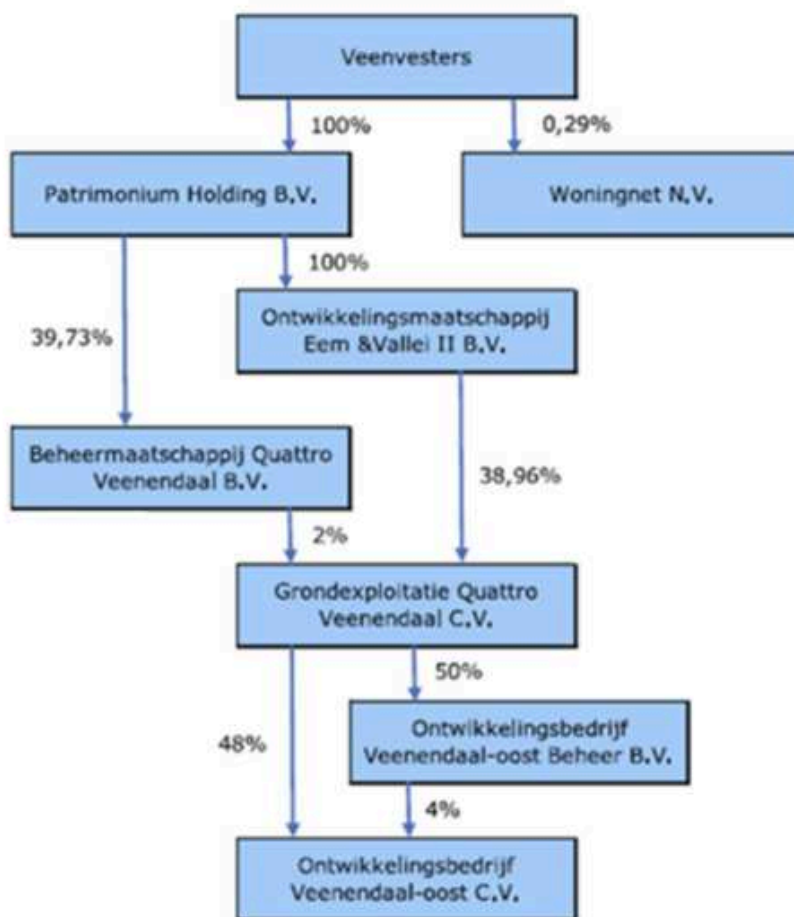 Veenvesters
100%
0,29%
Patrimonium Holding B.V.
Woningnet N.V.
100%
39,73%
Ontwikkelingsmaatschappij
Eem &Vallei II B.V.
Beheermaatschappij Quattro
Veenendaal B.V.
38,96%
2%
Grondexploitatie Quattro
Veenendaal C.V.
50%
48%
Ontwikkelingsbedrijf
Veenendaal-oost Beheer B.V.
4%
Ontwikkelingsbedrijf
Veenendaal-oost C.V.